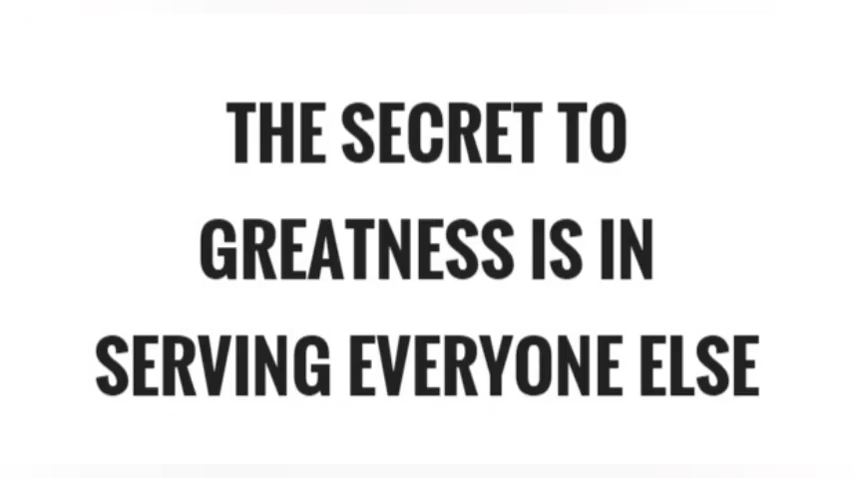 THE SECRET TO
GREATNESS IS IN
SERVING EVERYONE ELSE